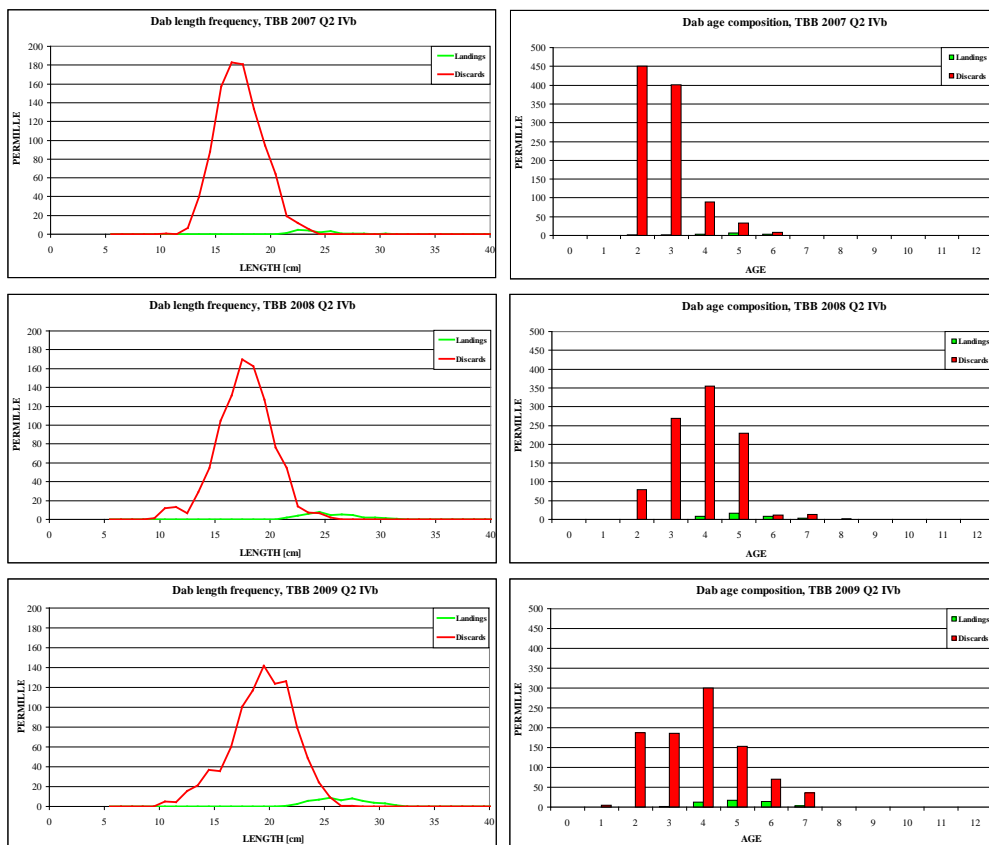 Dab length frequency, TBB 2007 Q2 IVb
PERMILLE
200
180
160
140
120
100
80
60
40
20
0
0 5 10 15 20 25 30 35 40
LENGTH [cm]
Landings
Discards
Dab age composition, TBB 2007 Q2 IVb
PERMILLE
500
450
400
350
300
250
200
150
100
50
0
0 1 2 3 4 5 6 7 8 9 10 11 12
AGE
Landings
Discards
Dab length frequency, TBB 2008 Q2 IVb
PERMILLE
200
180
160
140
120
100
80
60
40
20
0
0 5 10 15 20 25 30 35 40
LENGTH [cm]
Landings
Discards
Dab age composition, TBB 2008 Q2 IVb
PERMILLE
500
450
400
350
300
250
200
150
100
50
0
0 1 2 3 4 5 6 7 8 9 10 11 12
AGE
Landings
Discards
Dab length frequency, TBB 2009 Q2 IVb
PERMILLE
200
180
160
140
120
100
80
60
40
20
0
0 5 10 15 20 25 30 35 40
LENGTH [cm]
Landings
Discards
Dab age composition, TBB 2009 Q2 IVb
PERMILLE
500
450
400
350
300
250
200
150
100
50
0
0 1 2 3 4 5 6 7 8 9 10 11 12
AGE
Landings
Discards